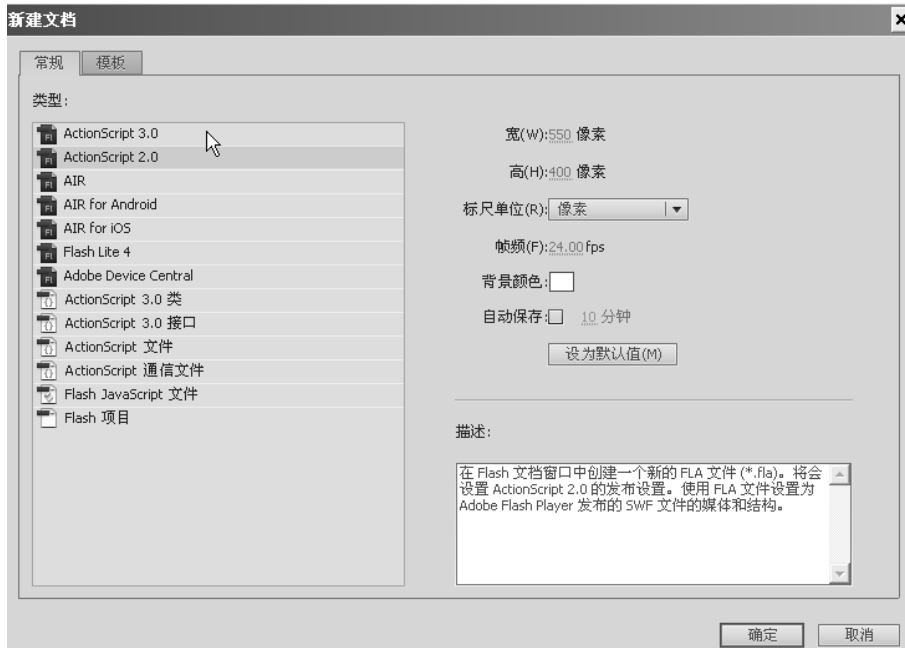 新建文档
常规
模板
类型:
ActionScript 3.0
ActionScript 2.0
AIR
AIR for Android
AIR for iOS
Flash Lite 4
Adobe Device Central
ActionScript 3.0 类
ActionScript 3.0 接口
ActionScript 文件
ActionScript 通信文件
Flash JavaScript 文件
Flash 项目
宽(W):550 像素
高(H):400 像素
标尺单位(R): 像素
帧频(F):24.00 fps
背景颜色:
自动保存: 10 分钟
设为默认值(M)
描述:
在 Flash 文档窗口中创建一个新的 FLA 文件 (*.fla)。将会
设置 ActionScript 2.0 的发布设置。使用 FLA 文件设置为
Adobe Flash Player 发布的 SWF 文件的媒体和结构。
确定
取消